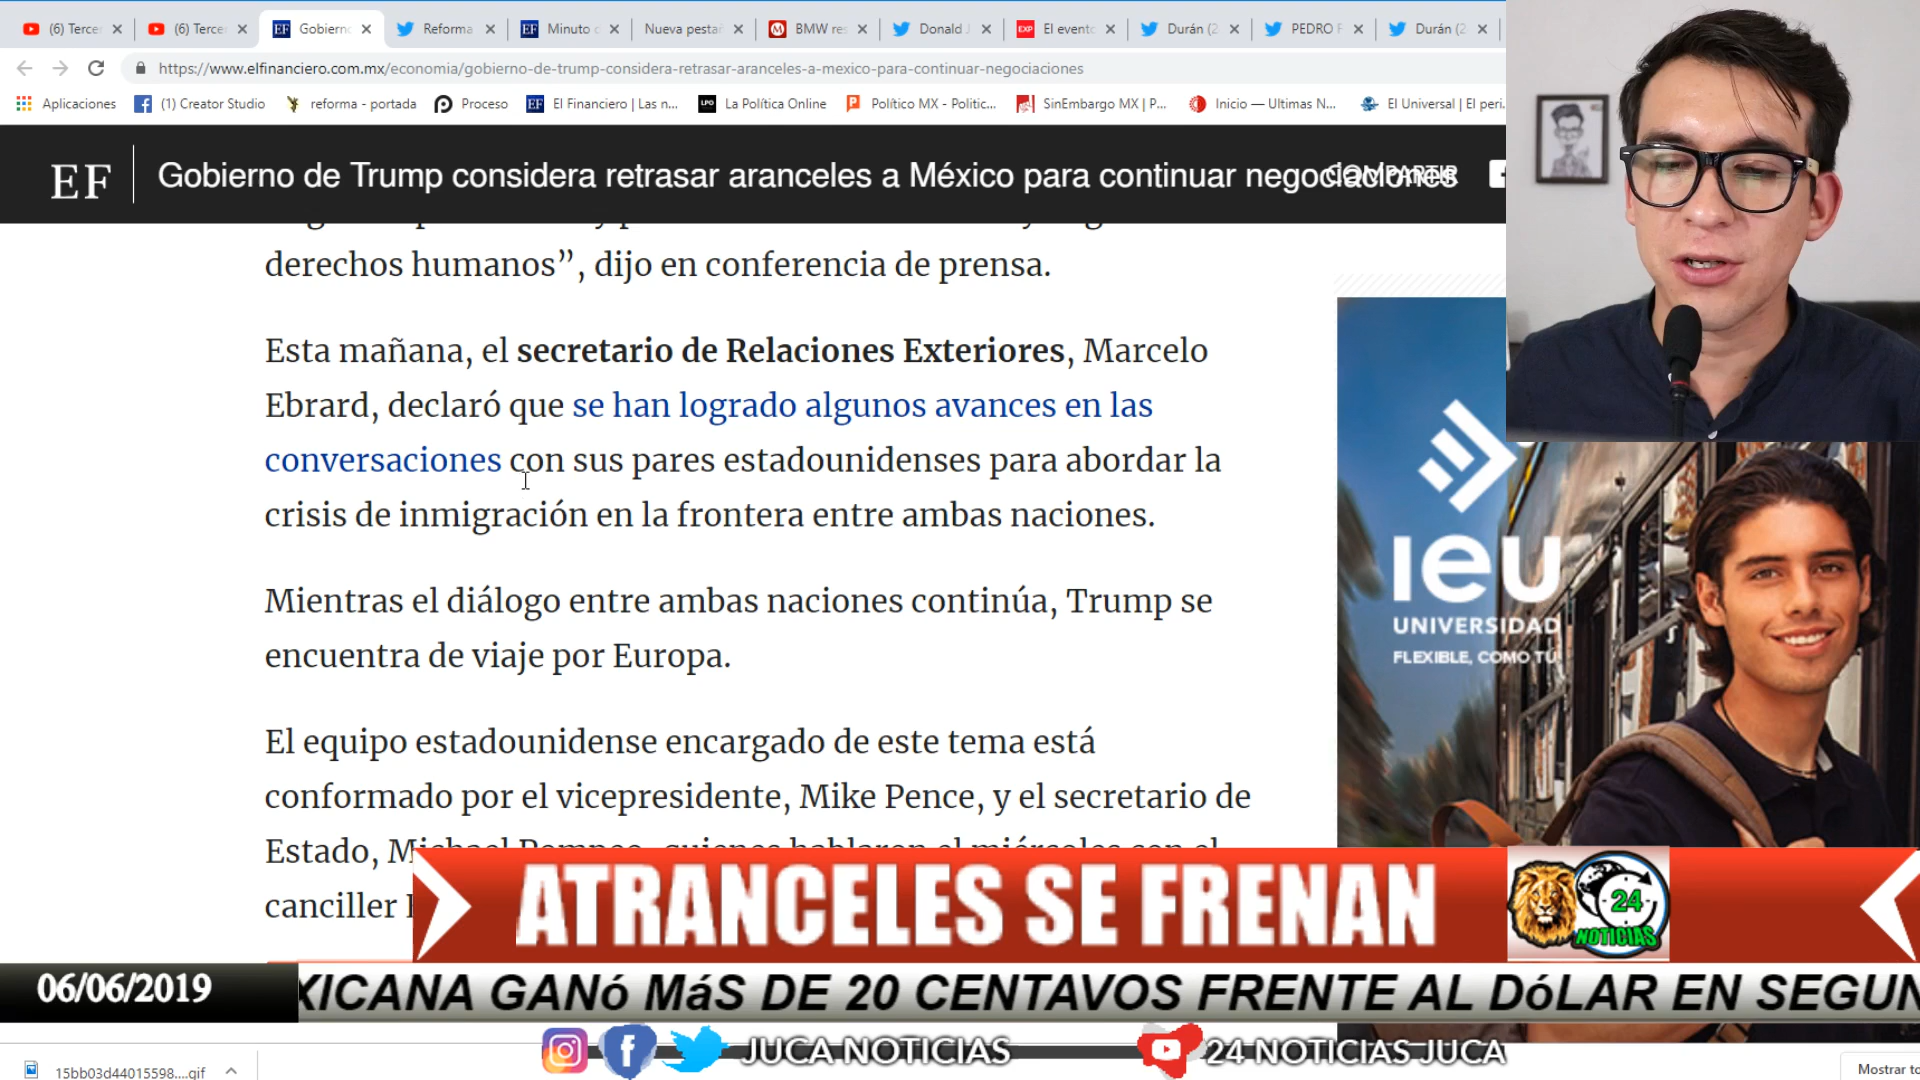 (6) Tercer
(6) Tercer
EF Gobierno
Reforma
EF Minuto
Nueva pestañ
BMW res
Donald J
EXP El evento
Durán (2
PEDRO F
Durán (2
https://www.elfinanciero.com.mx/economia/gobierno-de-trump-considera-retrasar-aranceles-a-mexico-para-continuar-negociaciones
Aplicaciones
(1) Creator Studio
reforma - portada
Proceso
EF El Financiero | Las n...
LPO La Política Online
Político MX - Politic...
SinEmbargo MX | P...
Inicio — Ultimas N...
El Universal | El peri...
EF Gobierno de Trump considera retrasar aranceles a México para continuar negociaciones
COMPARTIR
derechos humanos”, dijo en conferencia de prensa.
Esta mañana, el secretario de Relaciones Exteriores, Marcelo
Ebrard, declaró que se han logrado algunos avances en las
conversaciones con sus pares estadounidenses para abordar la
crisis de inmigración en la frontera entre ambas naciones.
Mientras el diálogo entre ambas naciones continúa, Trump se
encuentra de viaje por Europa.
El equipo estadounidense encargado de este tema está
conformado por el vicepresidente, Mike Pence, y el secretario de
Estado, Michael Pompeo, quienes hablaron el miércoles con el
canciller
ieu
UNIVERSIDAD
FLEXIBLE, COMO TÚ
ATRANCELES SE FRENAN
24
NOTICIAS
06/06/2019
XICANA GANó MáS DE 20 CENTAVOS FRENTE AL DóLAR EN SEGUN
JUCA NOTICIAS
24 NOTICIAS JUCA
15bb03d44015598....gif
Mostrar to